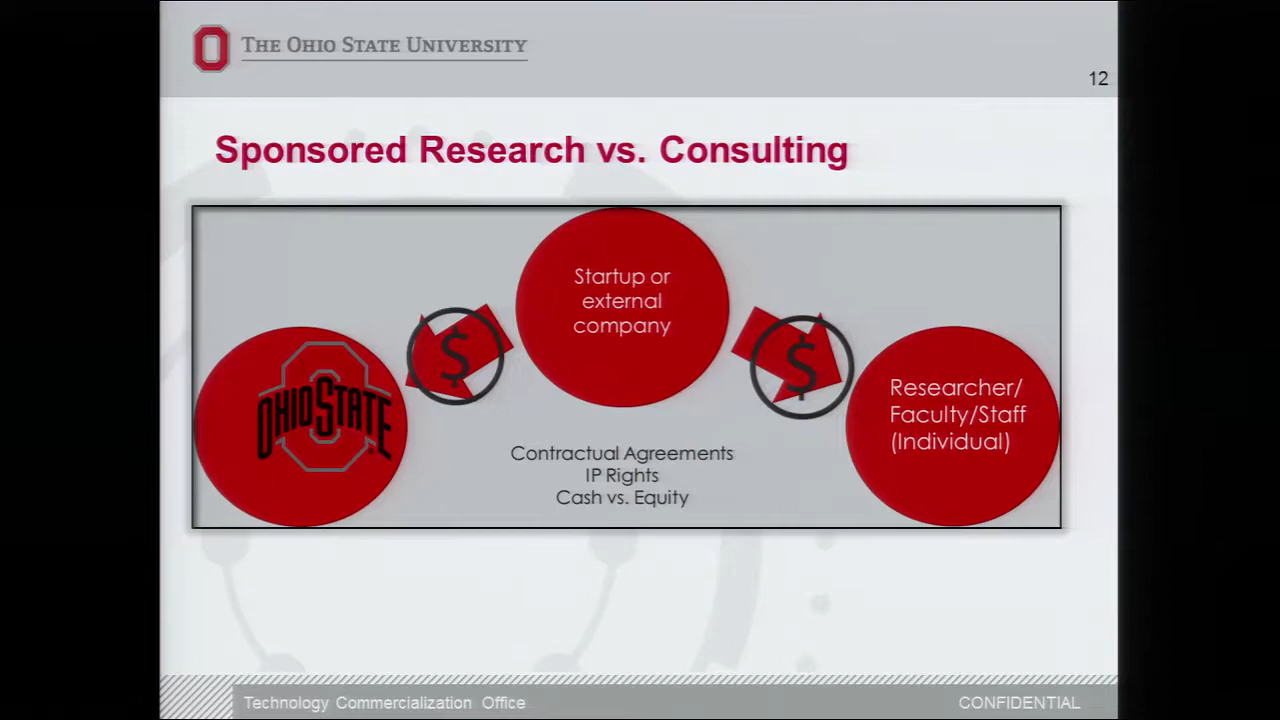 THE OHIO STATE UNIVERSITY
12
Sponsored Research vs. Consulting
Startup or
external
company
$
$
OHIO STATE
Researcher/
Faculty/Staff
(Individual)
Contractual Agreements
IP Rights
Cash vs. Equity
Technology Commercialization Office
CONFIDENTIAL